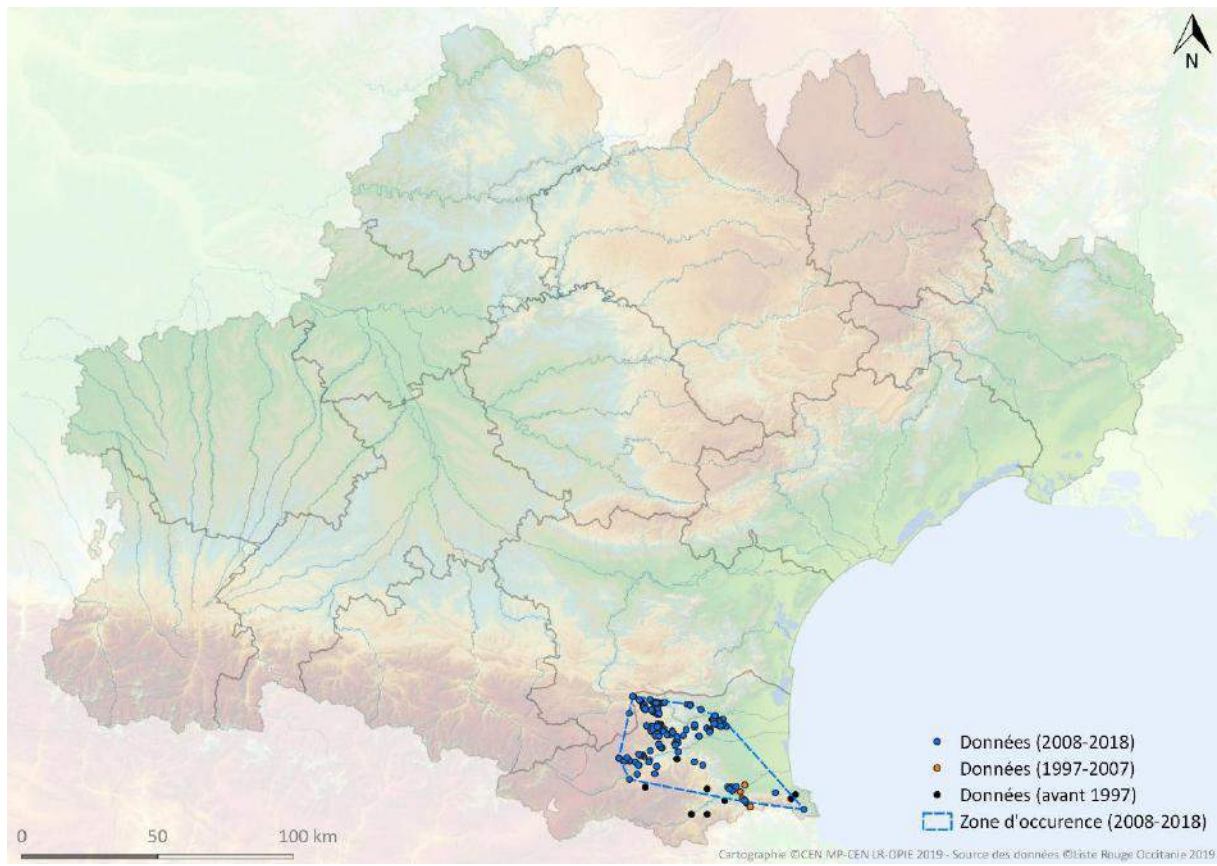 N
Données (2008-2018)
Données (1997-2007)
Données (avant 1997)
Zone d'occurence (2008-2018)
0 50 100 km
Cartographie ©CEN MP-CEN LR-OPIE 2019 - Source des données ©Liste Rouge Occitanie 2019